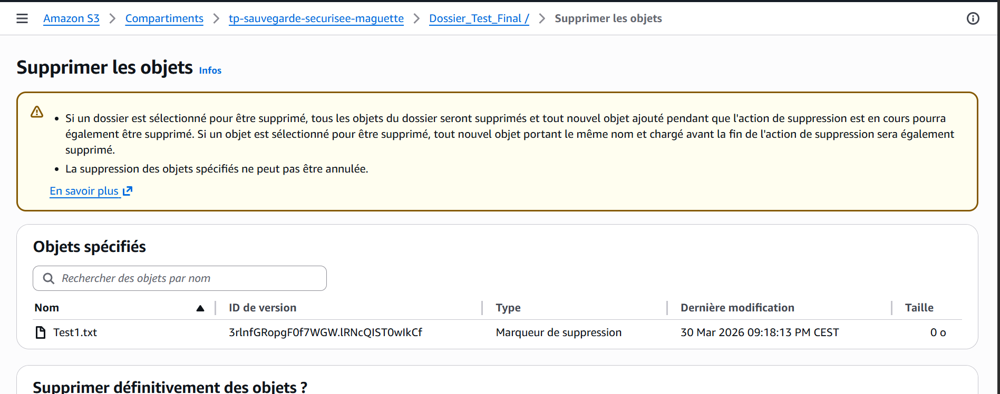 Amazon S3 > Compartiments > tp-sauvegarde-securisee-maguette > Dossier_Test_Final / > Supprimer les objets
Supprimer les objets Infos
• Si un dossier est sélectionné pour être supprimé, tous les objets du dossier seront supprimés et tout nouvel objet ajouté pendant que l'action de suppression est en cours pourra
également être supprimé. Si un objet est sélectionné pour être supprimé, tout nouvel objet portant le même nom et chargé avant la fin de l'action de suppression sera également
supprimé.
• La suppression des objets spécifiés ne peut pas être annulée.
En savoir plus
Objets spécifiés
Rechercher des objets par nom
Nom ID de version Type Dernière modification Taille
Test1.txt 3rlnfGRopgF0f7WGW.lRNcQIST0wIkCf Marqueur de suppression 30 Mar 2026 09:18:13 PM CEST 0 o
Supprimer définitivement des objets ?